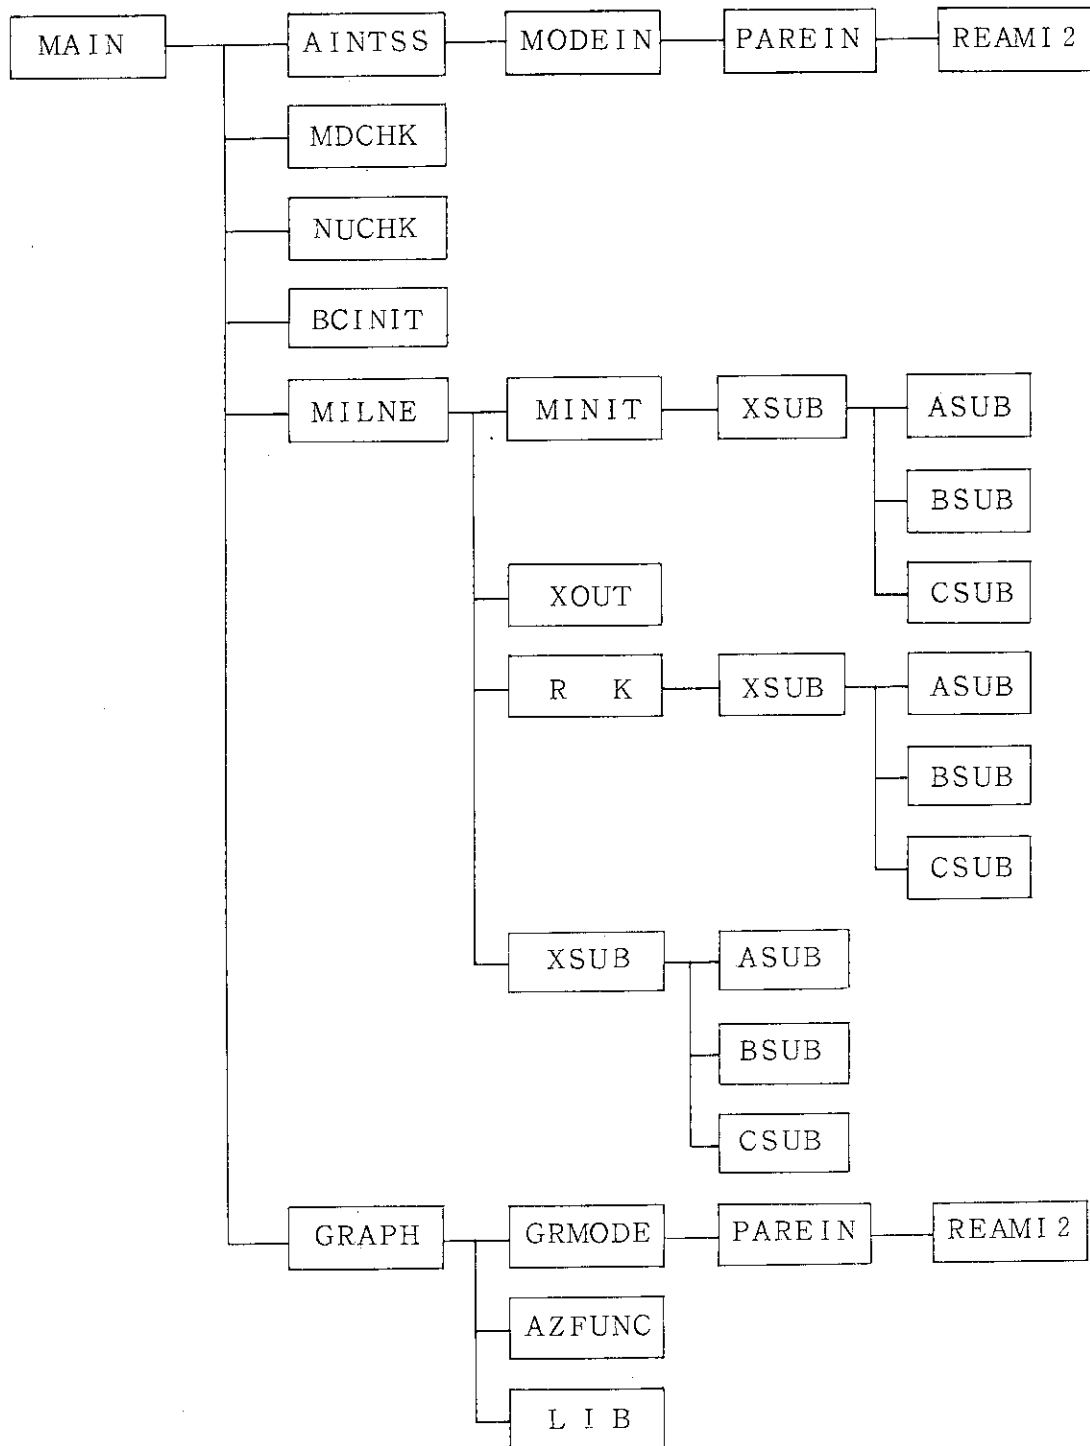 MAIN AINTSS MODEIN PAREIN REAMI2
MDCHK
NUCHK
BCINIT
MILNE MINIT XSUB ASUB
BSUB
XOUT CSUB
R K XSUB ASUB
BSUB
CSUB
XSUB ASUB
BSUB
CSUB
GRAPH GRMODE PAREIN REAMI2
AZFUNC
LIB